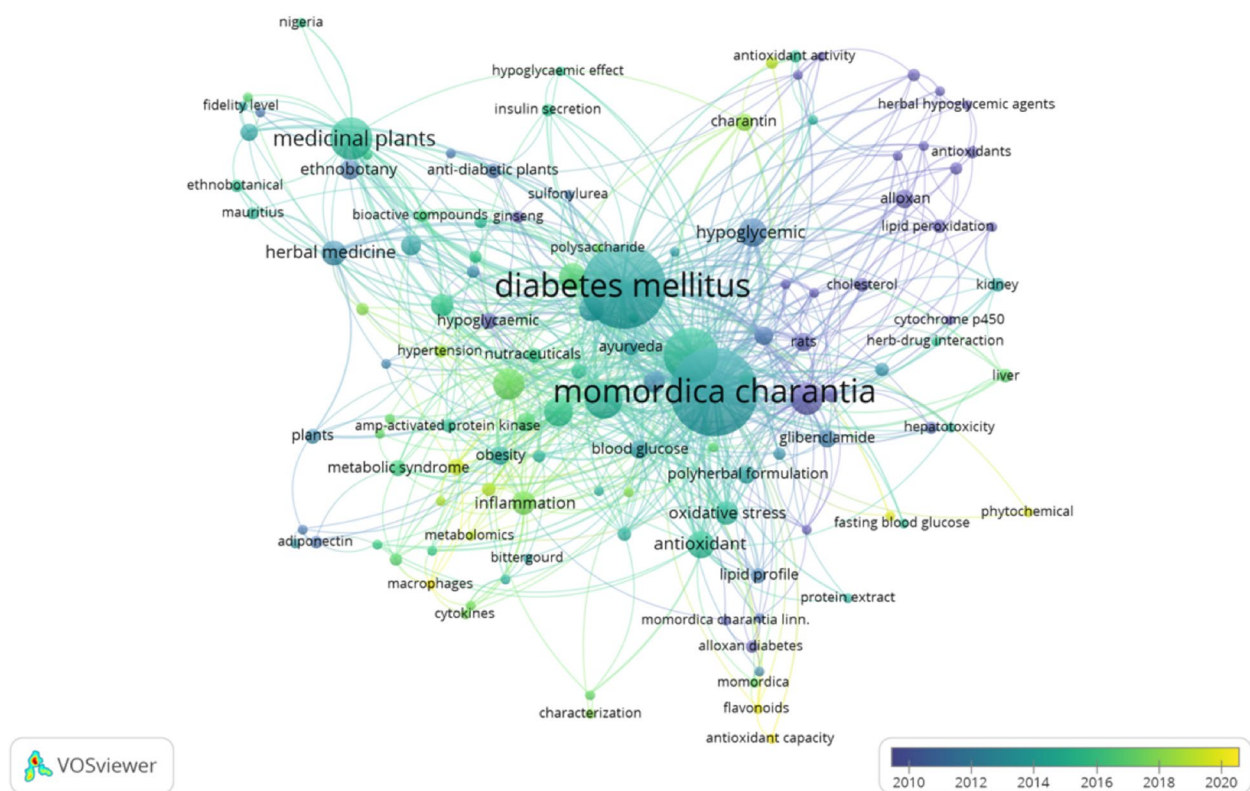 nigeria
hypoglycaemic effect
antioxidant activity
fidelity level
insulin secretion
charantin
herbal hypoglycemic agents
medicinal plants
ethnobotany
anti-diabetic plants
antioxidants
ethnobotanical
sulfonylurea
alloxan
mauritius
bioactive compounds
ginseng
lipid peroxidation
herbal medicine
polysaccharide
hypoglycemic
diabetes mellitus
cholesterol
kidney
hypoglycaemic
cytochrome p450
hypertension
nutraceuticals
ayurveda
rats
herb-drug interaction
liver
momordica charantia
plants
amp-activated protein kinase
glibenclamide
hepatotoxicity
metabolic syndrome
obesity
blood glucose
polyherbal formulation
inflammation
oxidative stress
fasting blood glucose
phytochemical
adiponectin
metabolomics
antioxidant
bittergourd
macrophages
lipid profile
cytokines
protein extract
momordica charantia linn.
alloxan diabetes
momordica
characterization
flavonoids
antioxidant capacity
VOSviewer
2010 2012 2014 2016 2018 2020